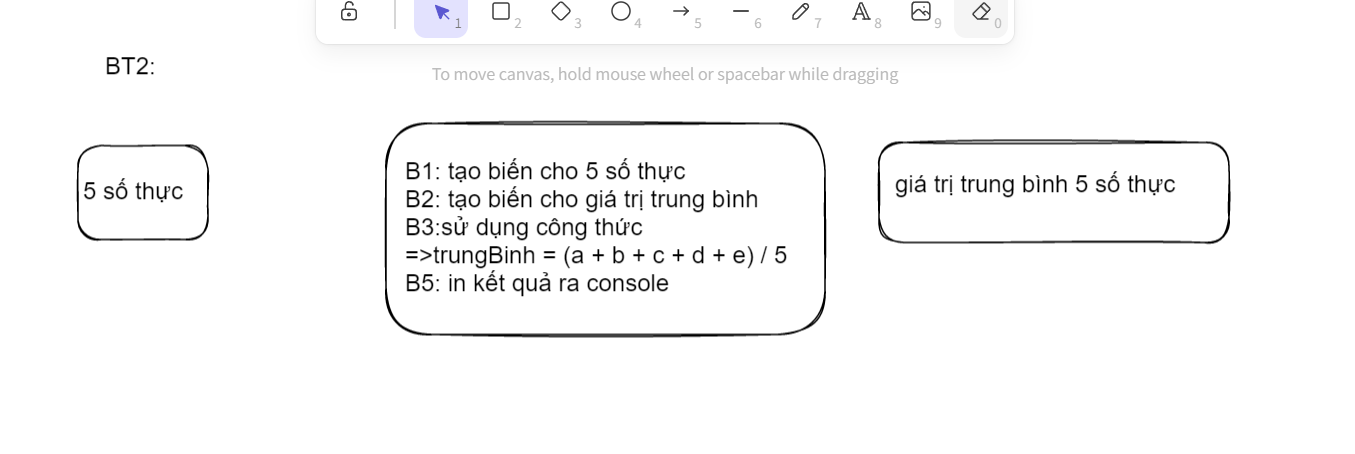 1
2
3
4
5
6
7
8
9
0
BT2:
To move canvas, hold mouse wheel or spacebar while dragging
5 số thực
B1: tạo biến cho 5 số thực
B2: tạo biến cho giá trị trung bình
B3:sử dụng công thức
=>trungBinh = (a + b + c + d + e) / 5
B5: in kết quả ra console
giá trị trung bình 5 số thực